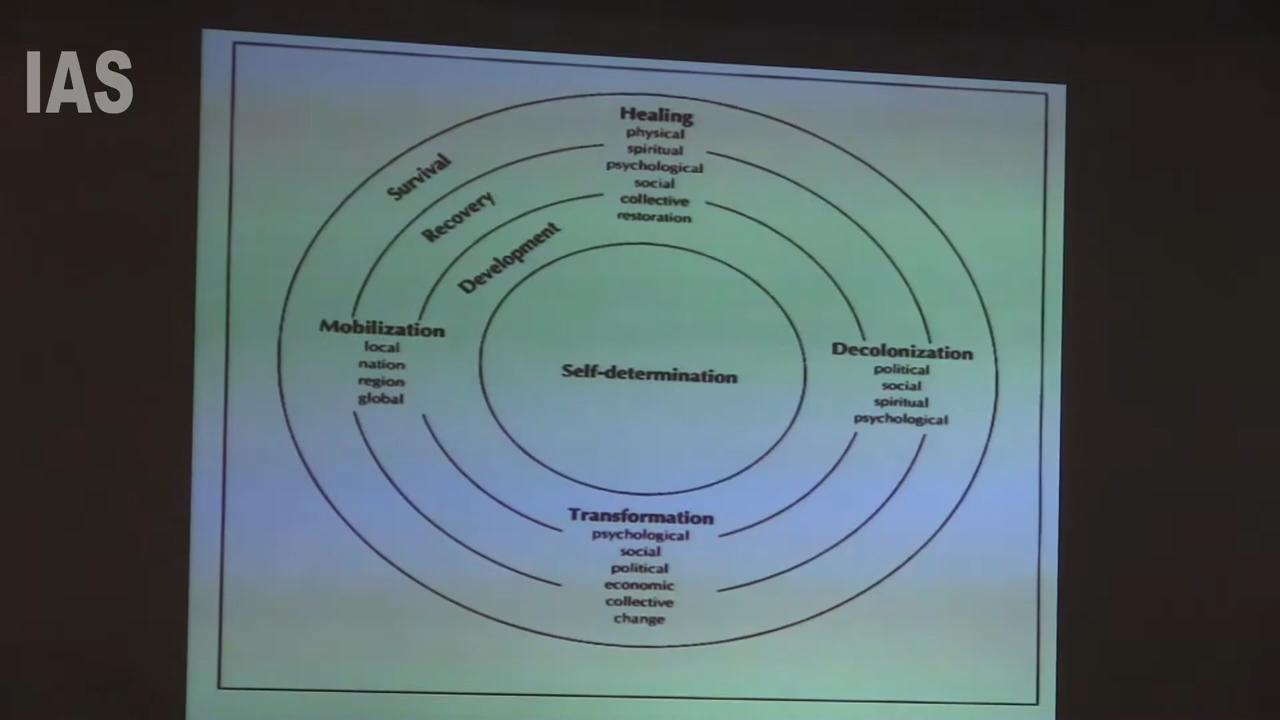 IAS
Healing
physical
spiritual
psychological
social
collective
restoration
Survival
Recovery
Development
Mobilization
local
nation
region
global
Self-determination
Decolonization
political
social
spiritual
psychological
Transformation
psychological
social
political
economic
collective
change